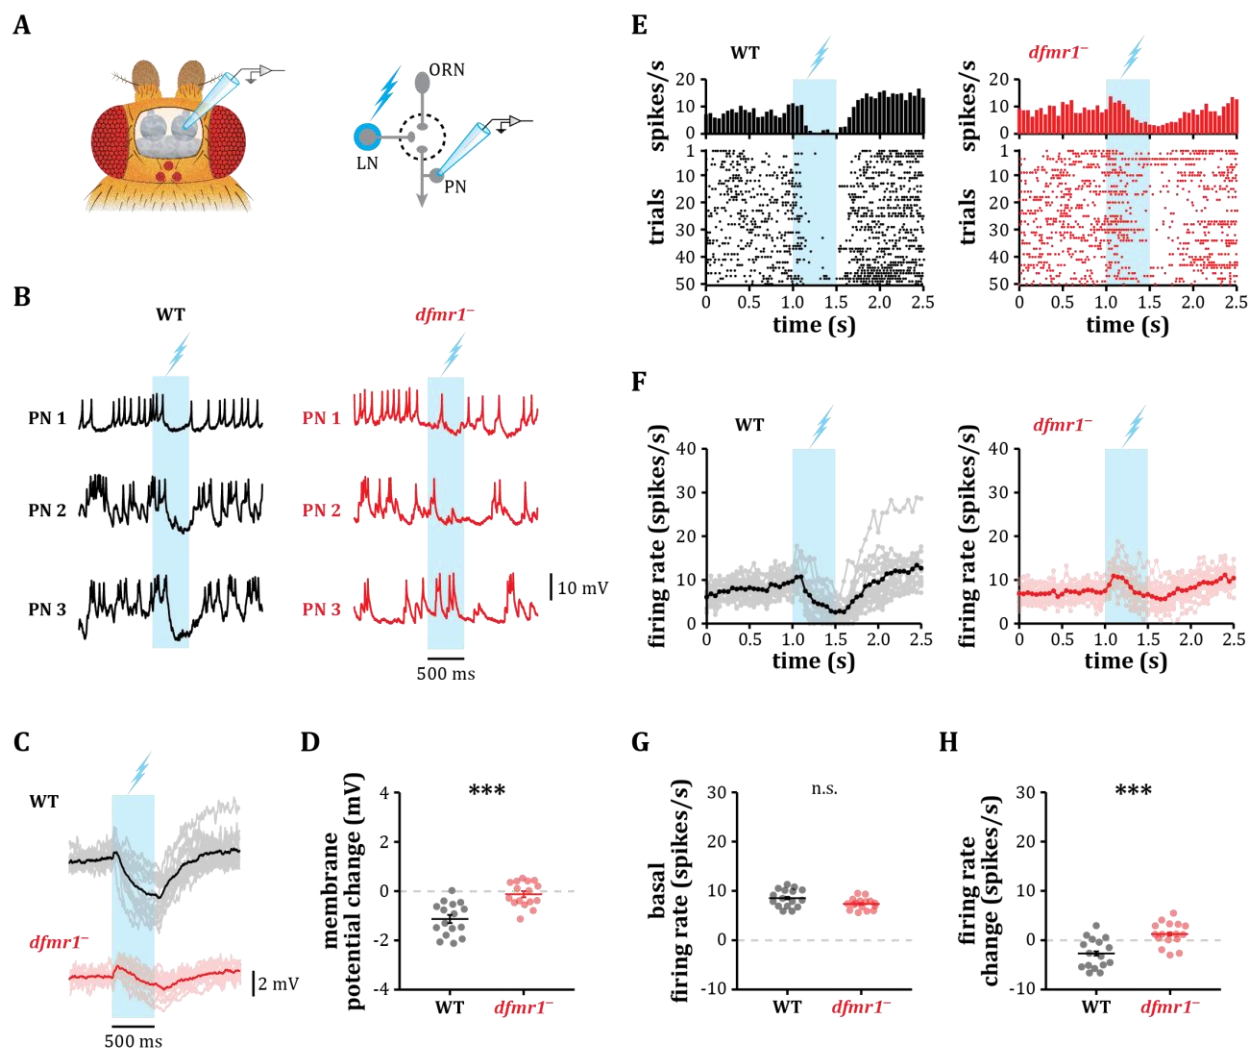 A
ORN
LN
PN
B
WT
dfmr1⁻
PN 1
PN 1
PN 2
PN 2
PN 3
PN 3
10 mV
500 ms
C
WT
dfmr1⁻
2 mV
500 ms
D
membrane
potential change (mV)
4
2
0
-2
-4
***
WT
dfmr1⁻
E
WT
dfmr1⁻
spikes/s
20
10
0
spikes/s
20
10
0
trials
1
10
20
30
40
50
trials
1
10
20
30
40
50
0 0.5 1.0 1.5 2.0 2.5
time (s)
0 0.5 1.0 1.5 2.0 2.5
time (s)
F
WT
dfmr1⁻
firing rate (spikes/s)
40
30
20
10
0
firing rate (spikes/s)
40
30
20
10
0
0 0.5 1.0 1.5 2.0 2.5
time (s)
0 0.5 1.0 1.5 2.0 2.5
time (s)
G
basal
firing rate (spikes/s)
30
20
10
0
-10
n.s.
WT
dfmr1⁻
H
firing rate
change (spikes/s)
30
20
10
0
-10
***
WT
dfmr1⁻